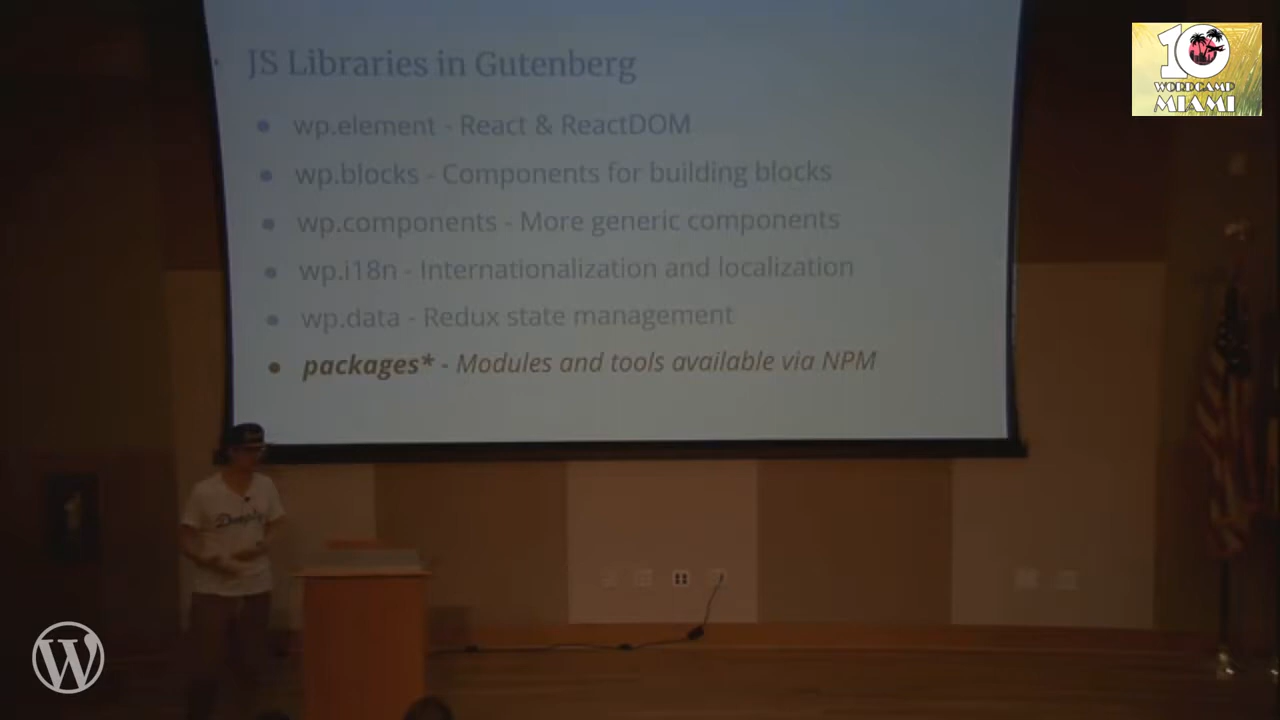 JS Libraries in Gutenberg
wp.element - React & ReactDOM
wp.blocks - Components for building blocks
wp.components - More generic components
wp.i18n - Internationalization and localization
wp.data - Redux state management
packages* - Modules and tools available via NPM
10
WORDCAMP
MIAMI
W